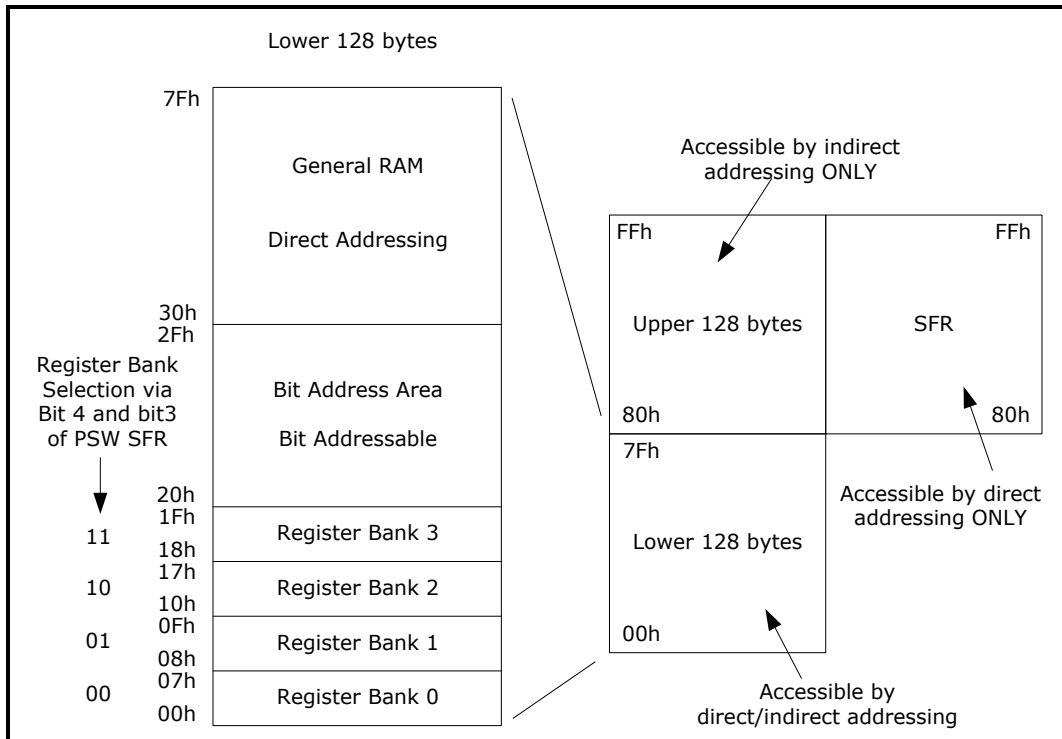 Lower 128 bytes
7Fh
General RAM
Direct Addressing
30h
2Fh
Register Bank
Selection via
Bit 4 and bit3
of PSW SFR
Bit Address Area
Bit Addressable
20h
1Fh
11
Register Bank 3
18h
17h
10
Register Bank 2
10h
0Fh
01
Register Bank 1
08h
07h
00
Register Bank 0
00h
Accessible by indirect
addressing ONLY
FFh
FFh
Upper 128 bytes
SFR
80h
80h
7Fh
Accessible by direct
addressing ONLY
Lower 128 bytes
00h
Accessible by
direct/indirect addressing